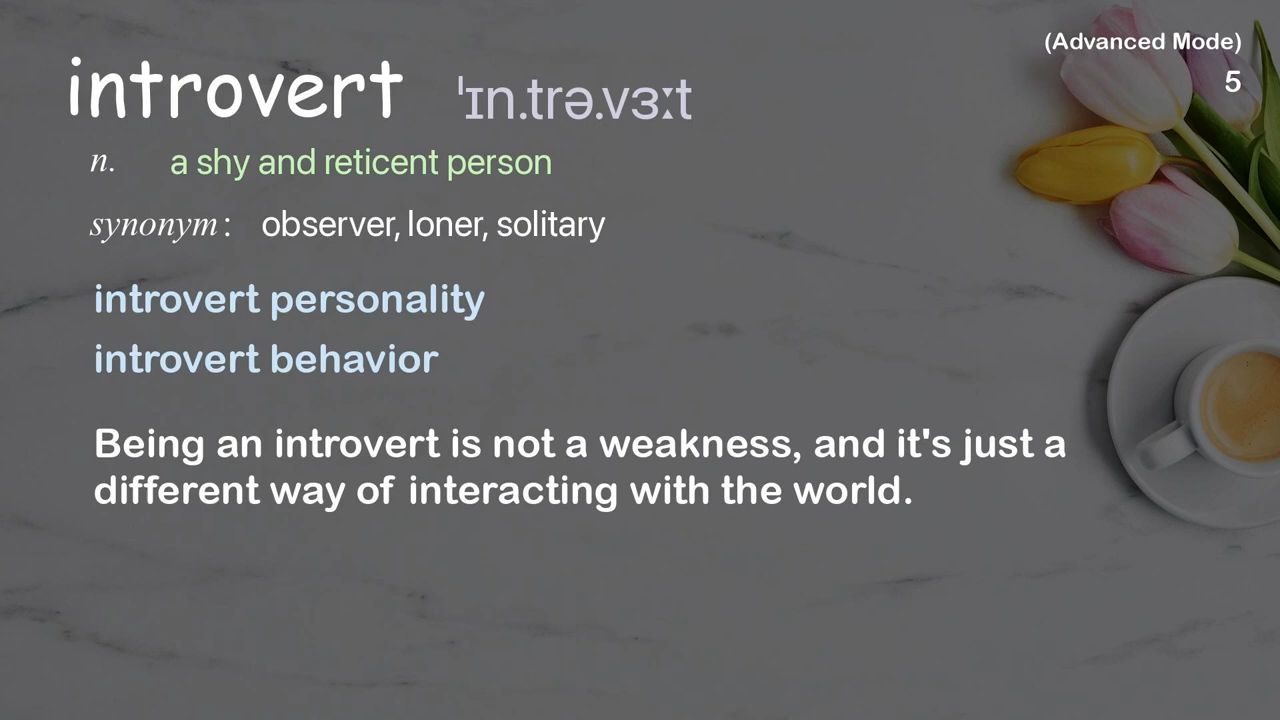 (Advanced Mode)
5
introvert ˈɪn.trə.vɜːt
n. a shy and reticent person
synonym: observer, loner, solitary
introvert personality
introvert behavior
Being an introvert is not a weakness, and it's just a
different way of interacting with the world.